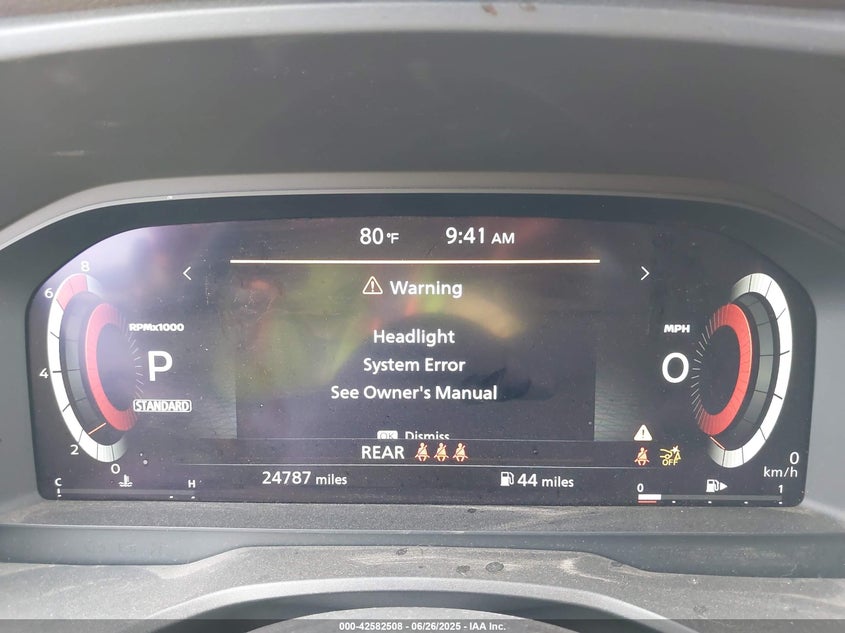 80°F 9:41 AM
< >
Warning
8
6
4
2
0
RPMx1000
P
STANDARD
Headlight
System Error
See Owner's Manual
OK Dismiss
MPH
0
0
km/h
REAR
OFF
C H
24787 miles
44 miles
0 1
000-42582508 - 06/26/2025 - IAA Inc.